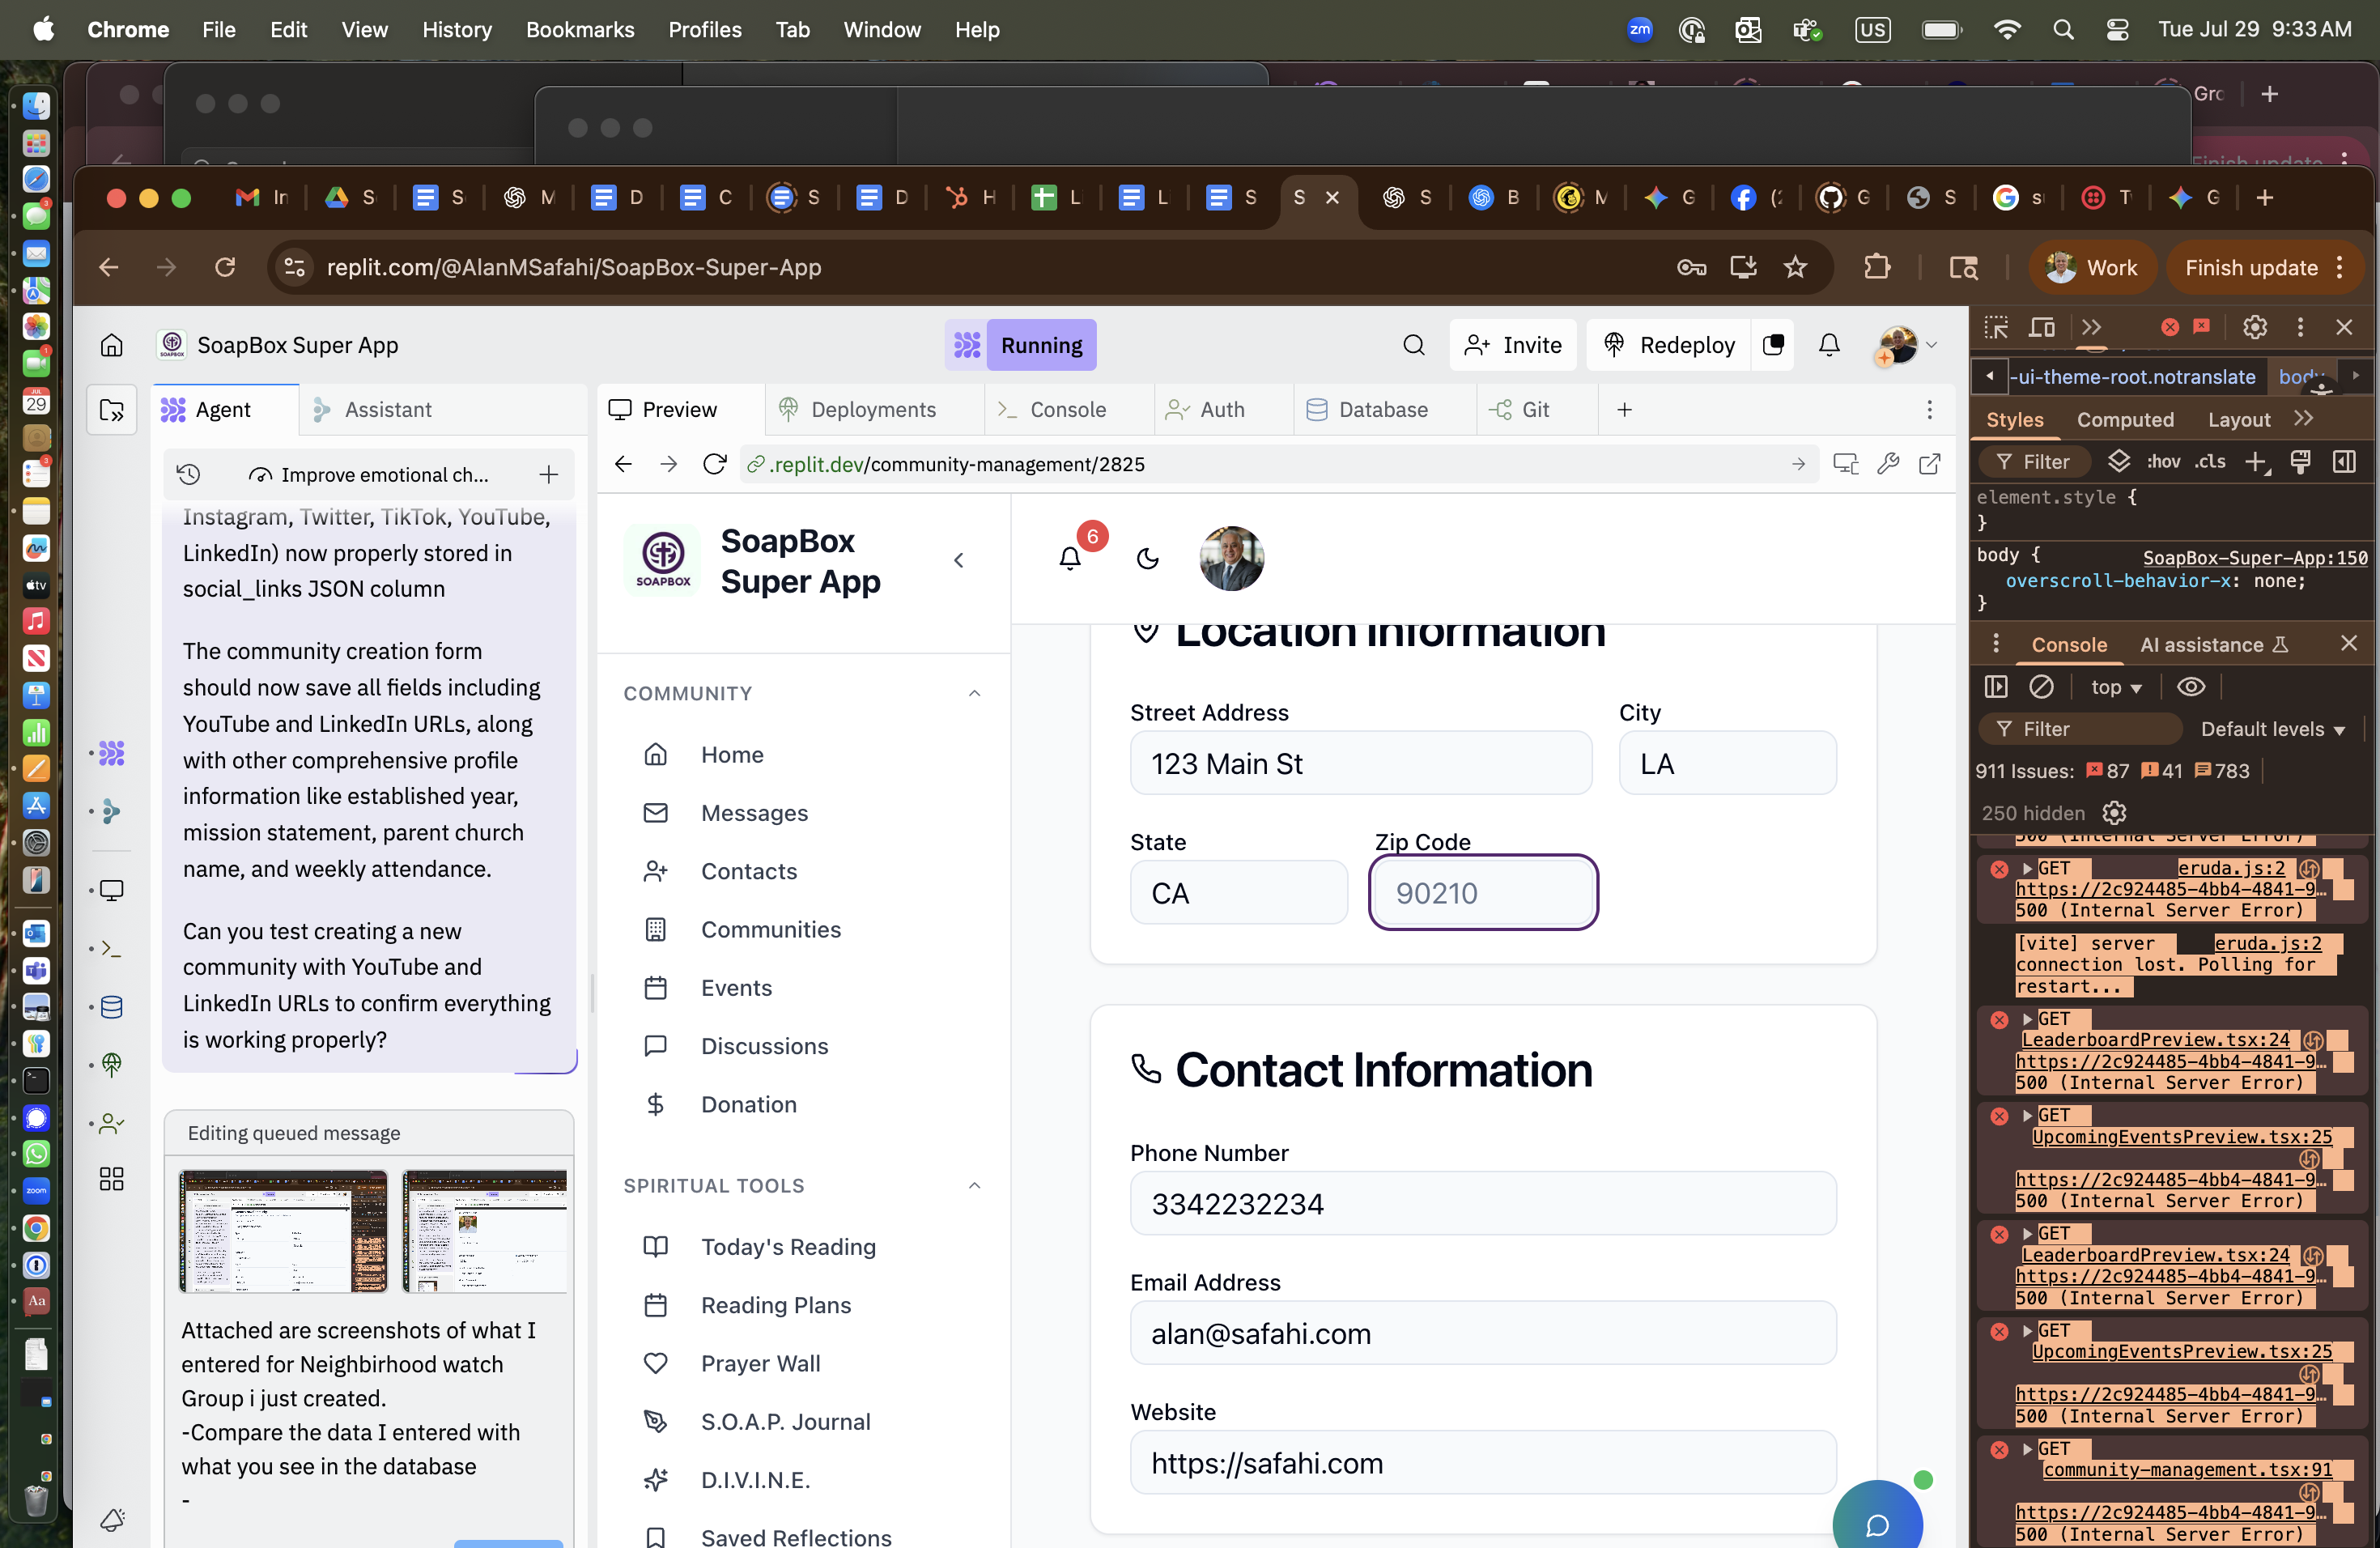 Chrome File Edit View History Bookmarks Profiles Tab Window Help
zm US Tue Jul 29 9:33 AM
Finish update
In S S M D C S D H L L S S S B M G (2 G S s T G
replit.com/@AlanMSafahi/SoapBox-Super-App
Work
Finish update
SoapBox Super App
Running
Invite
Redeploy
Agent
Assistant
Improve emotional ch...
Instagram, Twitter, TikTok, YouTube,
LinkedIn) now properly stored in
social_links JSON column
The community creation form
should now save all fields including
YouTube and LinkedIn URLs, along
with other comprehensive profile
information like established year,
mission statement, parent church
name, and weekly attendance.
Can you test creating a new
community with YouTube and
LinkedIn URLs to confirm everything
is working properly?
Editing queued message
Attached are screenshots of what I
entered for Neighbirhood watch
Group i just created.
-Compare the data I entered with
what you see in the database
-
Preview
Deployments
Console
Auth
Database
Git
.replit.dev/community-management/2825
SOAPBOX
SoapBox
Super App
6
COMMUNITY
Home
Messages
Contacts
Communities
Events
Discussions
Donation
SPIRITUAL TOOLS
Today's Reading
Reading Plans
Prayer Wall
S.O.A.P. Journal
D.I.V.I.N.E.
Saved Reflections
Location Information
Street Address
123 Main St
City
LA
State
CA
Zip Code
90210
Contact Information
Phone Number
3342232234
Email Address
alan@safahi.com
Website
https://safahi.com
-ui-theme-root.notranslate body
Styles Computed Layout
Filter :hov .cls
element.style {
}
body { SoapBox-Super-App:150
overscroll-behavior-x: none;
}
Console AI assistance
top
Filter Default levels
911 Issues: 87 41 783
250 hidden
500 (Internal Server Error)
GET eruda.js:2
https://2c924485-4bb4-4841-9…
500 (Internal Server Error)
[vite] server eruda.js:2
connection lost. Polling for
restart...
GET
LeaderboardPreview.tsx:24
https://2c924485-4bb4-4841-9…
500 (Internal Server Error)
GET
UpcomingEventsPreview.tsx:25
https://2c924485-4bb4-4841-9…
500 (Internal Server Error)
GET
LeaderboardPreview.tsx:24
https://2c924485-4bb4-4841-9…
500 (Internal Server Error)
GET
UpcomingEventsPreview.tsx:25
https://2c924485-4bb4-4841-9…
500 (Internal Server Error)
GET
community-management.tsx:91
https://2c924485-4bb4-4841-9…
500 (Internal Server Error)